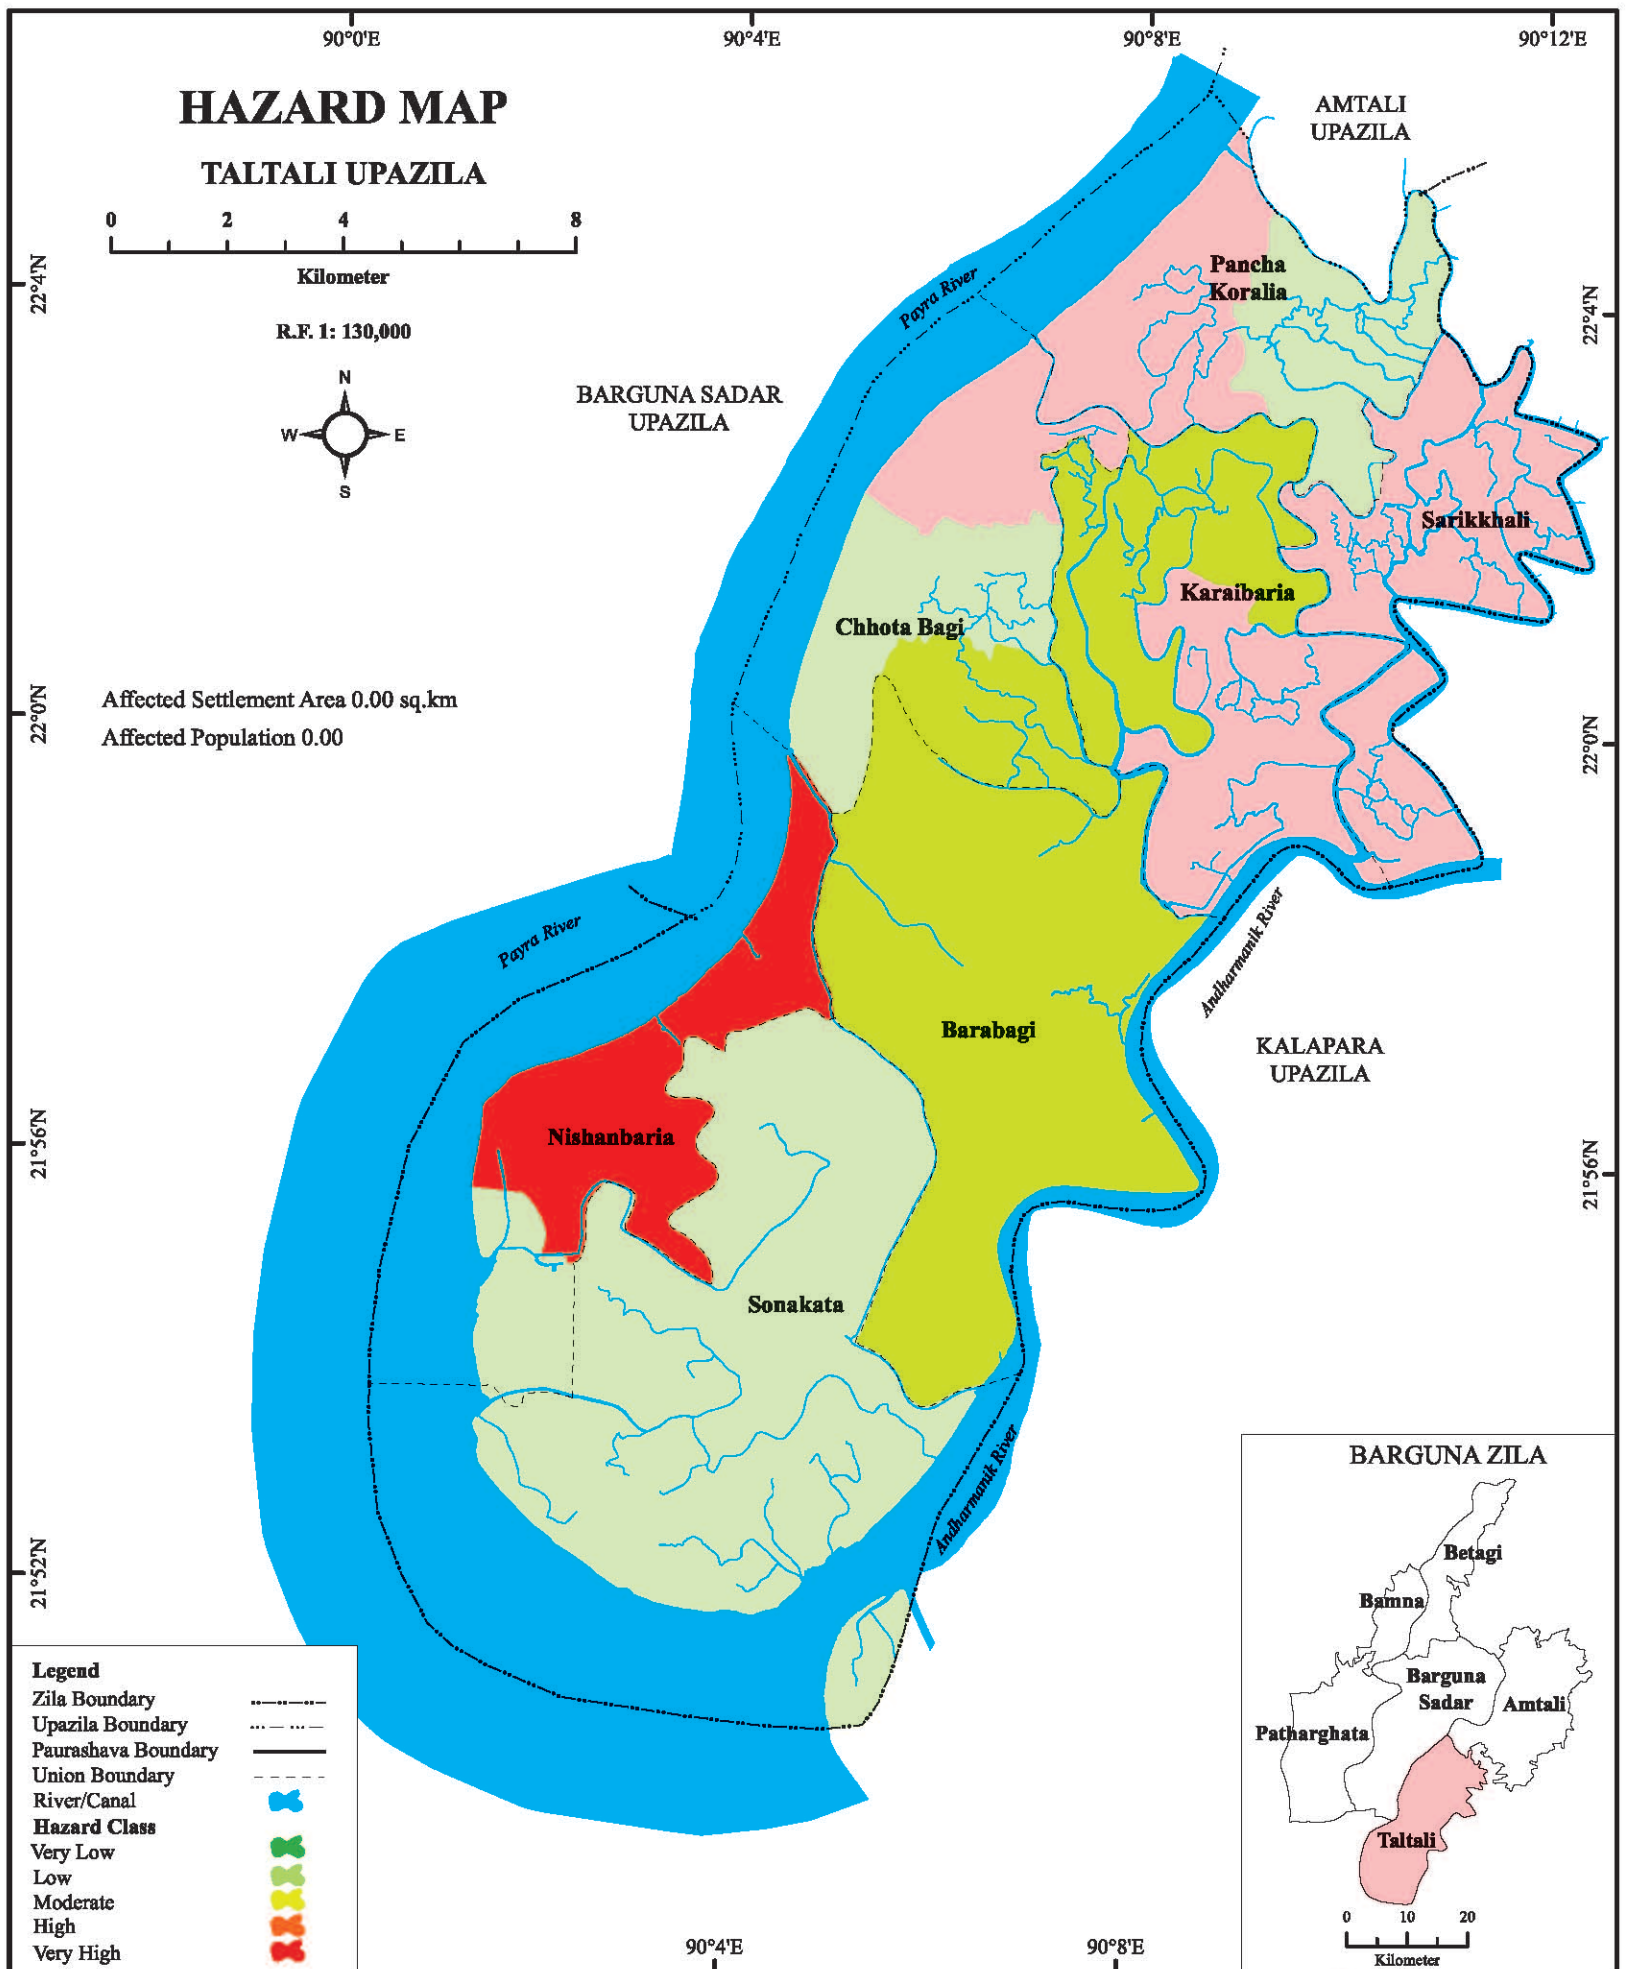 90°0'E
90°4'E
90°8'E
90°12'E
HAZARD MAP
TALTALI UPAZILA
0 2 4 8
Kilometer
R.F. 1: 130,000
N
W E
S
AMTALI
UPAZILA
22°4'N
22°4'N
Payra River
Pancha
Koralia
BARGUNA SADAR
UPAZILA
Sarikkhali
Karaibaria
Chhota Bagi
Affected Settlement Area 0.00 sq.km
Affected Population 0.00
22°0'N
22°0'N
Payra River
Andharmanik River
Barabagi
KALAPARA
UPAZILA
Nishanbaria
21°56'N
21°56'N
Sonakata
Andharmanik River
21°52'N
Legend
Zila Boundary
Upazila Boundary
Paurashava Boundary
Union Boundary
River/Canal
Hazard Class
Very Low
Low
Moderate
High
Very High
BARGUNA ZILA
Betagi
Bamna
Barguna
Sadar
Amtali
Patharghata
Taltali
0 10 20
Kilometer
90°4'E
90°8'E